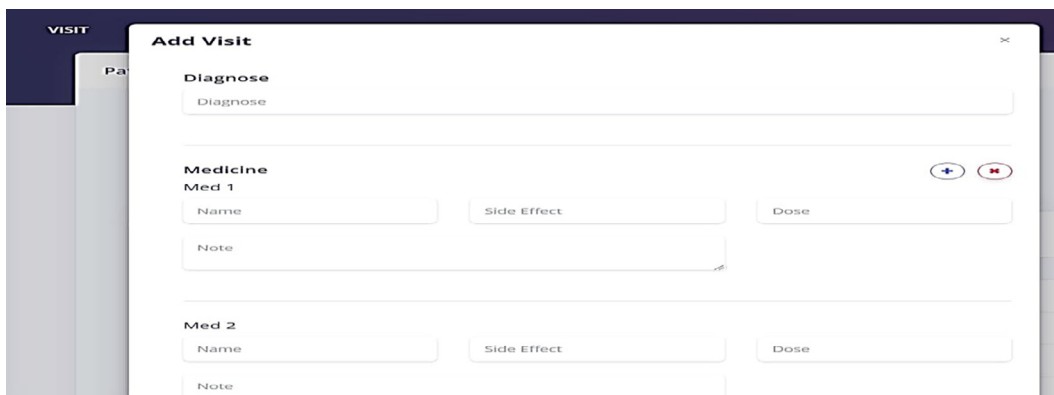 VISIT
Add Visit
×
Pa
Diagnose
Diagnose
Medicine
Med 1
Name Side Effect Dose
Note
Med 2
Name Side Effect Dose
Note